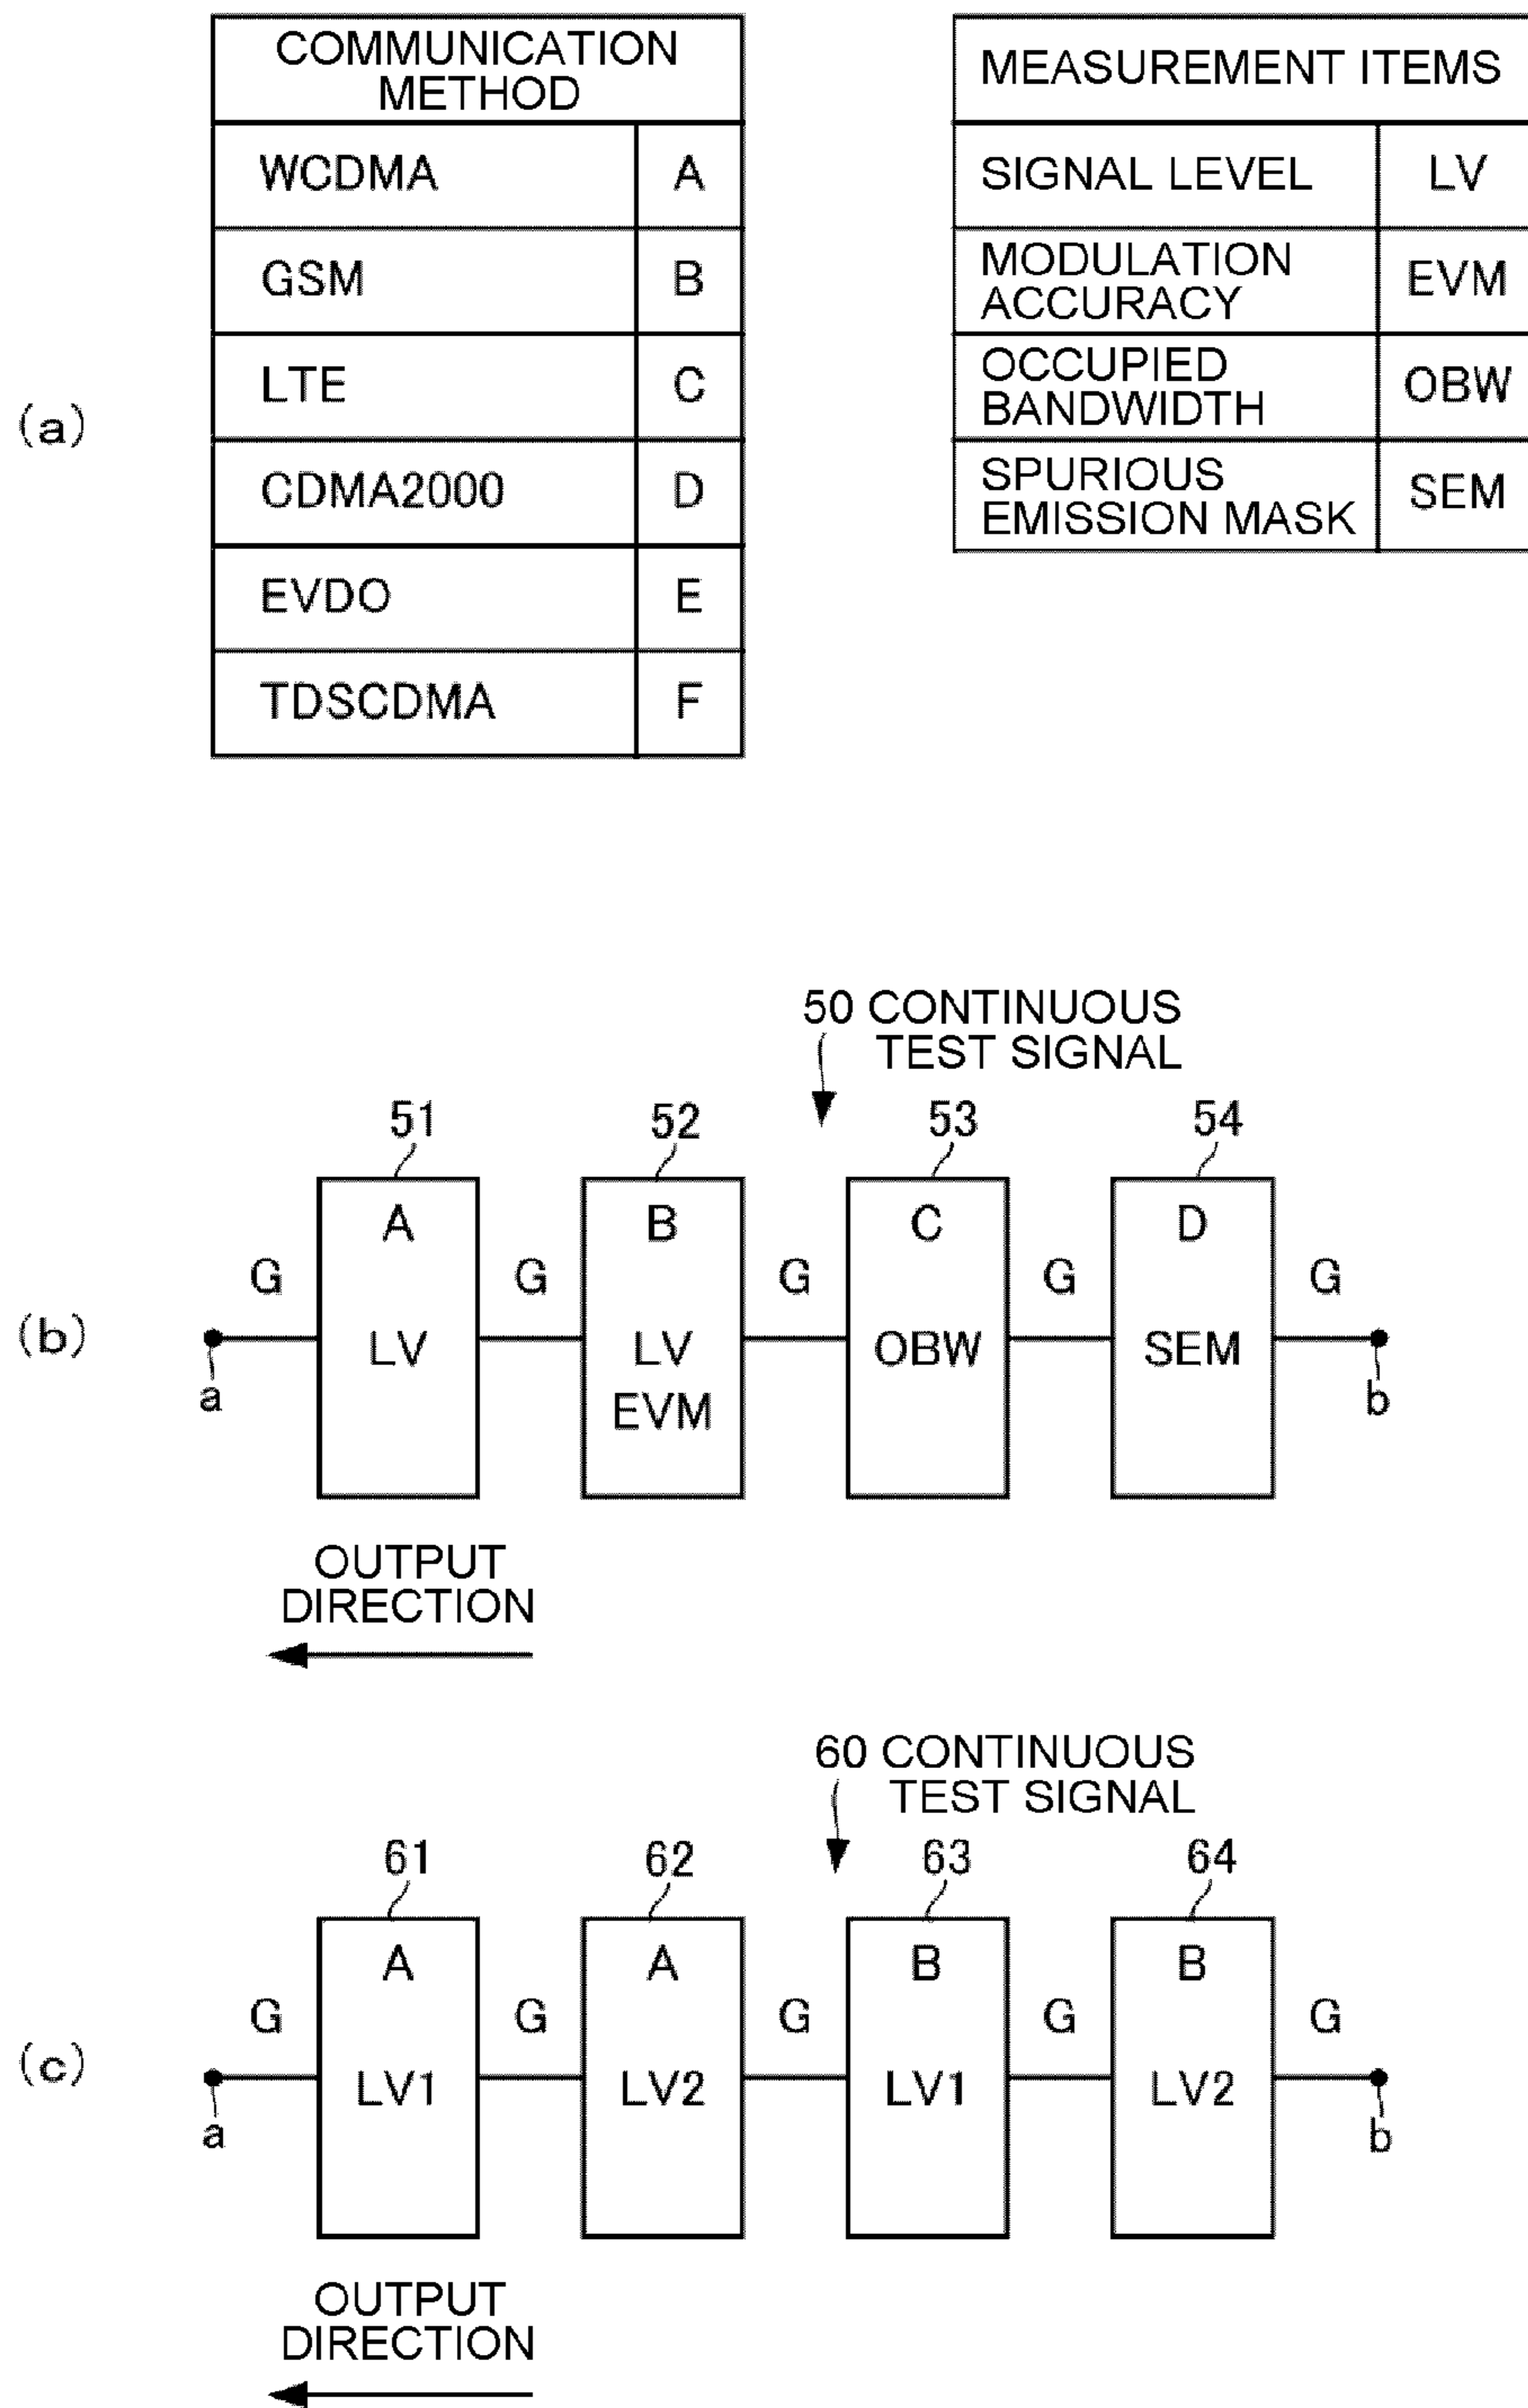 (a)
COMMUNICATION
METHOD
WCDMA A
GSM B
LTE C
CDMA2000 D
EVDO E
TDSCDMA F
MEASUREMENT ITEMS
SIGNAL LEVEL LV
MODULATION
ACCURACY EVM
OCCUPIED
BANDWIDTH OBW
SPURIOUS
EMISSION MASK SEM
(b)
50 CONTINUOUS
TEST SIGNAL
51 52 53 54
A B C D
G G G G G
LV LV OBW SEM
EVM
a b
OUTPUT
DIRECTION
(c)
60 CONTINUOUS
TEST SIGNAL
61 62 63 64
A A B B
G G G G G
LV1 LV2 LV1 LV2
a b
OUTPUT
DIRECTION